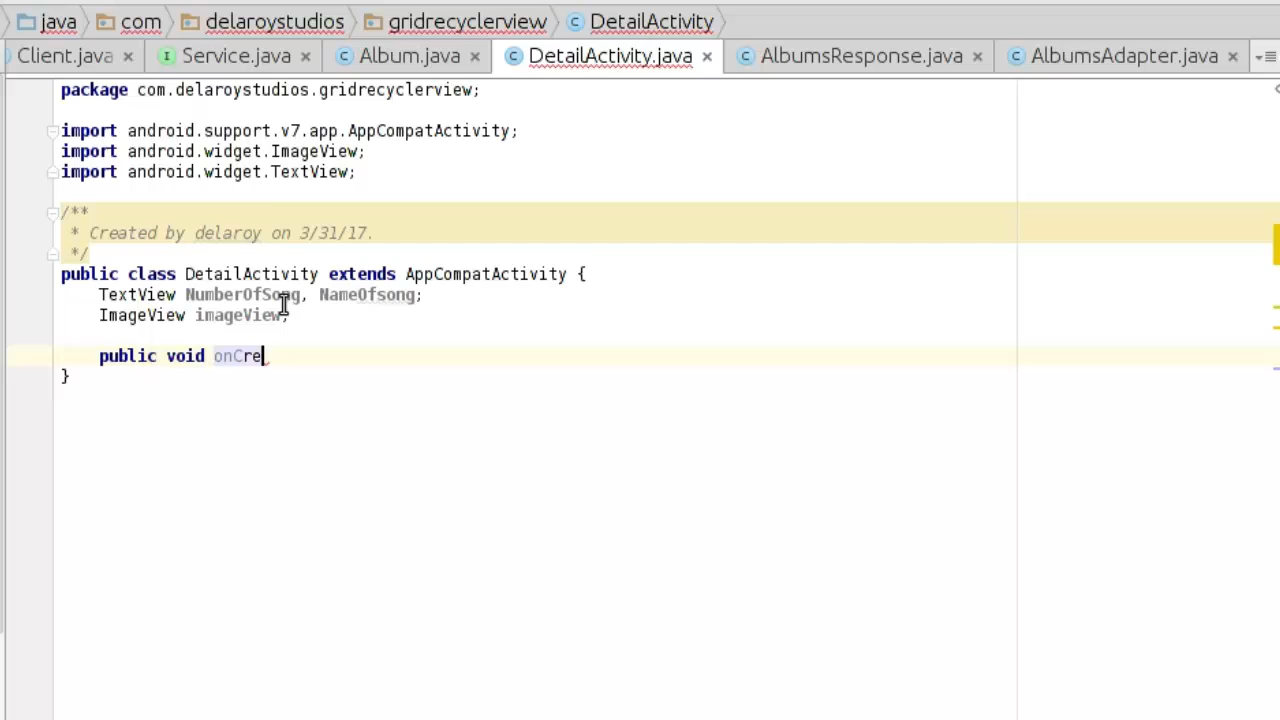 java com delaroystudios gridrecyclerview DetailActivity
Client.java Service.java Album.java DetailActivity.java AlbumsResponse.java AlbumsAdapter.java
package com.delaroystudios.gridrecyclerview;
import android.support.v7.app.AppCompatActivity;
import android.widget.ImageView;
import android.widget.TextView;
/**
* Created by delaroy on 3/31/17.
*/
public class DetailActivity extends AppCompatActivity {
TextView NumberOfSong, NameOfsong;
ImageView imageView;
public void onCre
}